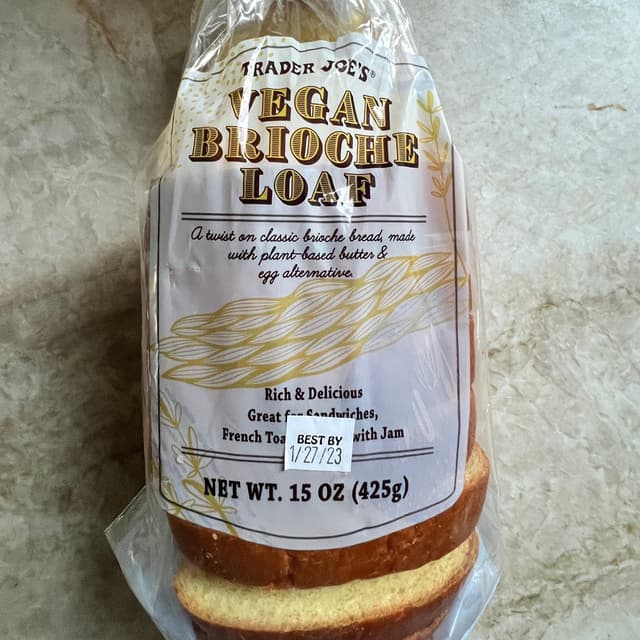 TRADER JOE'S®
VEGAN
BRIOCHE
LOAF
A twist on classic brioche bread, made
with plant-based butter &
egg alternative.
Rich & Delicious
Great for Sandwiches,
French with Jam
BEST BY
1/27/23
NET WT. 15 OZ (425g)